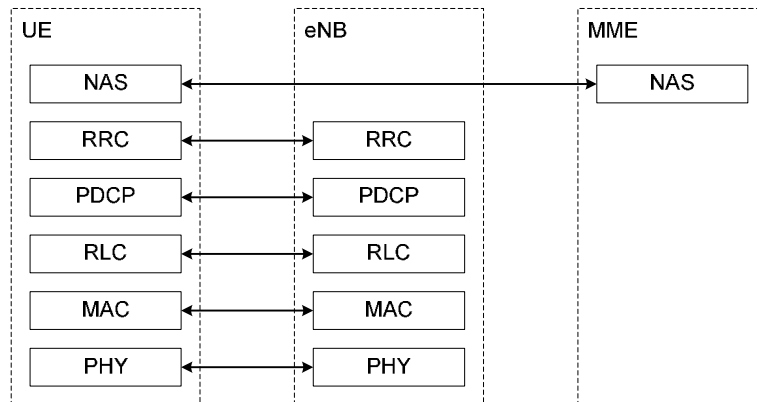 UE eNB MME
NAS NAS
RRC RRC
PDCP PDCP
RLC RLC
MAC MAC
PHY PHY